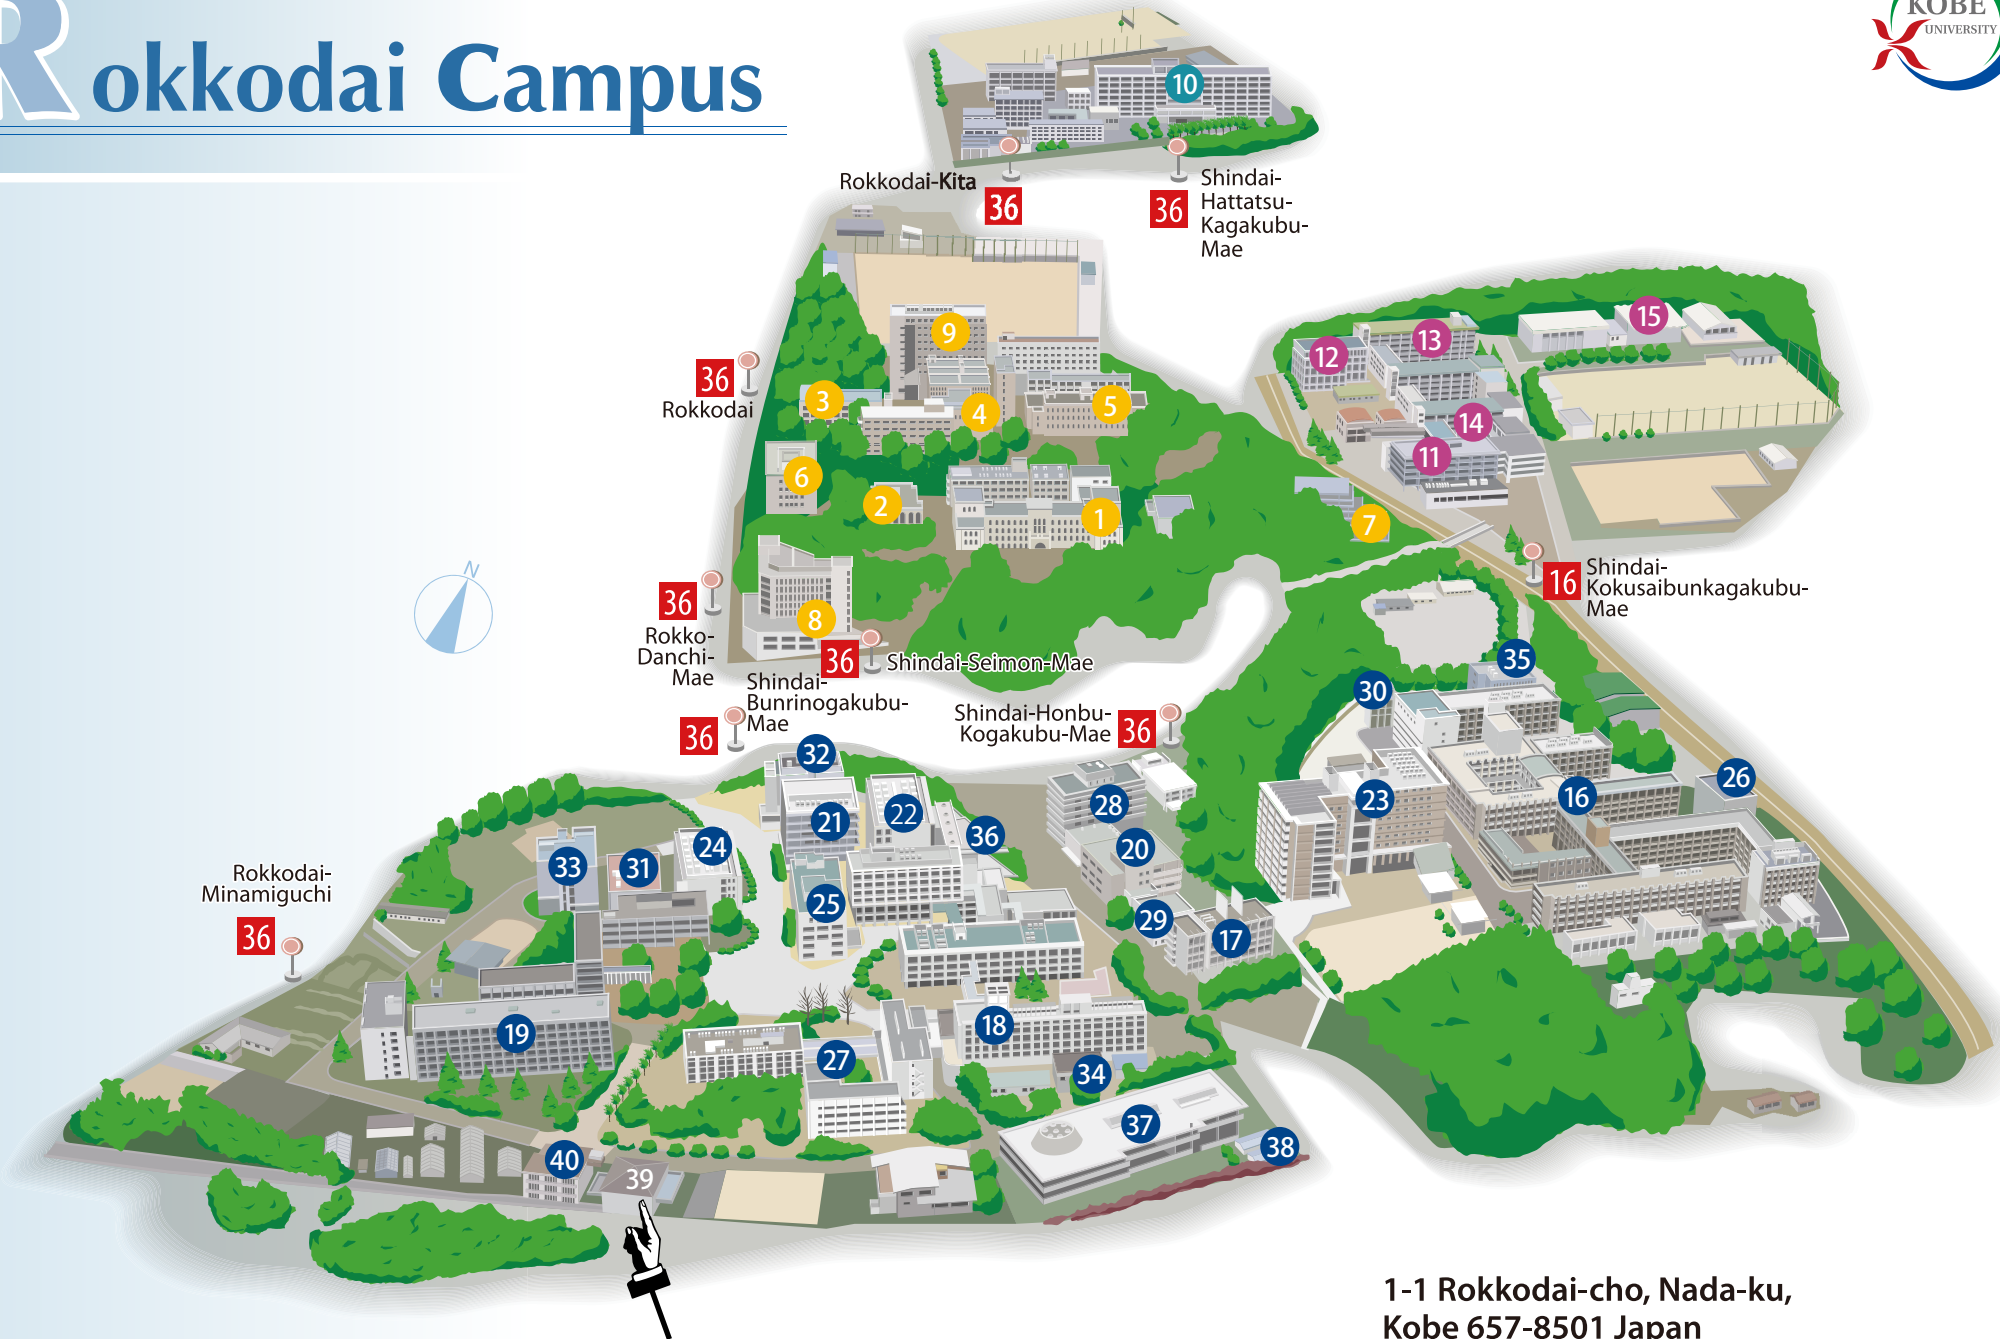 Rokkodai Campus
KOBE
UNIVERSITY
10
Rokkodai-Kita
36
36
Shindai-
Hattatsu-
Kagakubu-
Mae
9
3
4
5
6
2
1
7
8
12
13
15
14
11
36
Rokkodai
36
Rokko-
Danchi-
Mae
36
Shindai-Seimon-Mae
16
Shindai-
Kokusaibunkagakubu-
Mae
N
Shindai-
Bunrinogakubu-
Mae
36
Shindai-Honbu-
Kogakubu-Mae
36
35
30
32
26
23
16
28
22
21
36
20
24
33
31
25
29
17
Rokkodai-
Minamiguchi
36
19
18
27
34
37
38
40
39
1-1 Rokkodai-cho, Nada-ku,
Kobe 657-8501 Japan